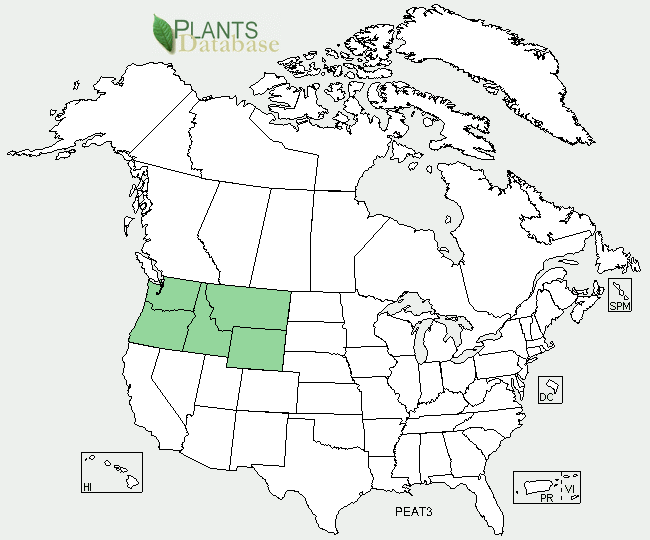 PLANTS
Database
SPM
DC
HI
PR
VI
PEAT3